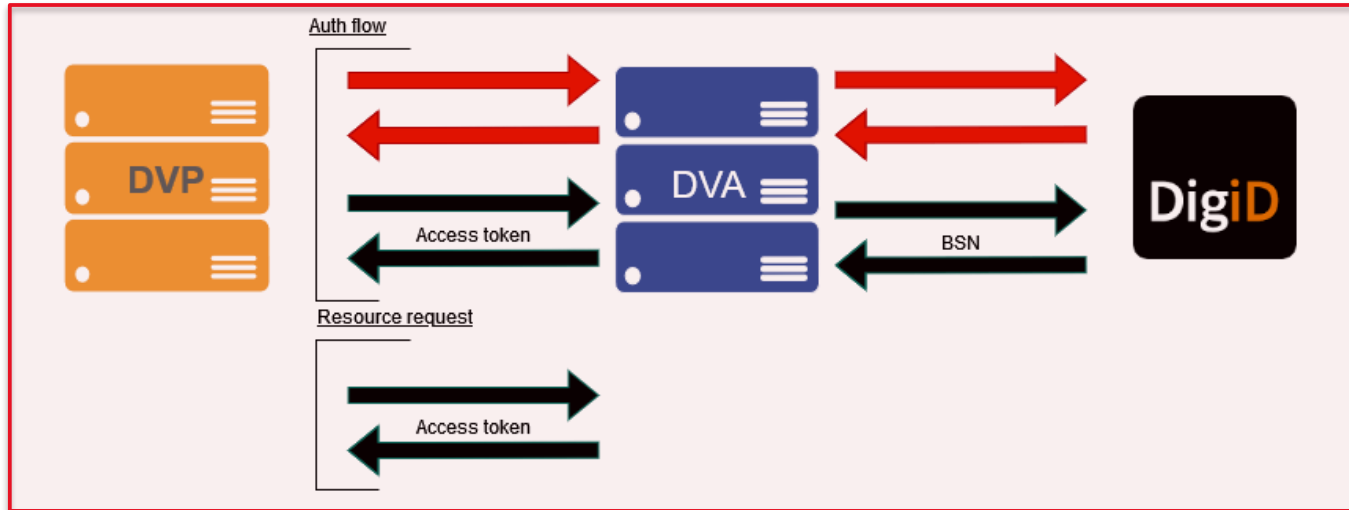 Auth flow
DVP
DVA
DigiD
Access token
BSN
Resource request
Access token